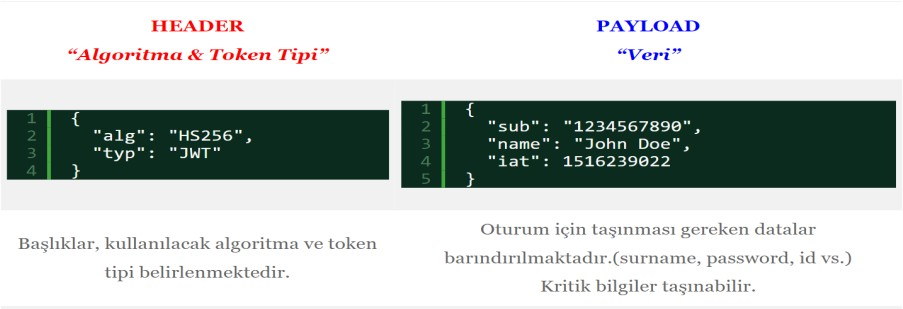 HEADER
“Algoritma & Token Tipi”
1 {
2 "alg": "HS256",
3 "typ": "JWT"
4 }
Başlıklar, kullanılacak algoritma ve token
tipi belirlenmektedir.
PAYLOAD
“Veri”
1 {
2 "sub": "1234567890",
3 "name": "John Doe",
4 "iat": 1516239022
5 }
Oturum için taşınması gereken datalar
barındırılmaktadır.(surname, password, id vs.)
Kritik bilgiler taşınabilir.